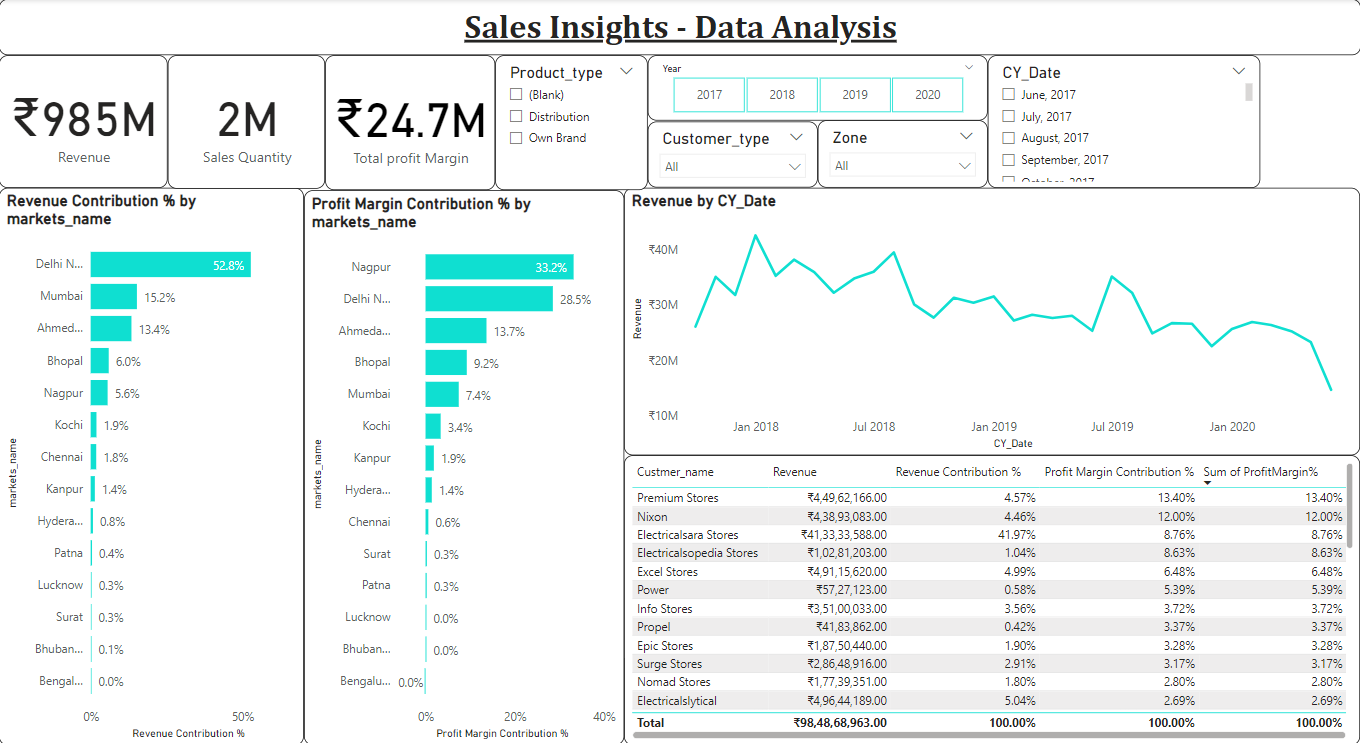 Sales Insights - Data Analysis
₹985M
Revenue
2M
Sales Quantity
₹24.7M
Total profit Margin
Product_type
(Blank)
Distribution
Own Brand
Year
2017 2018 2019 2020
Customer_type
All
Zone
All
CY_Date
June, 2017
July, 2017
August, 2017
September, 2017
October, 2017
Revenue Contribution % by
markets_name
markets_name
Delhi N... 52.8%
Mumbai 15.2%
Ahmed... 13.4%
Bhopal 6.0%
Nagpur 5.6%
Kochi 1.9%
Chennai 1.8%
Kanpur 1.4%
Hydera... 0.8%
Patna 0.4%
Lucknow 0.3%
Surat 0.3%
Bhuban... 0.1%
Bengal... 0.0%
0% 50%
Revenue Contribution %
Profit Margin Contribution % by
markets_name
markets_name
Nagpur 33.2%
Delhi N... 28.5%
Ahmeda... 13.7%
Bhopal 9.2%
Mumbai 7.4%
Kochi 3.4%
Kanpur 1.9%
Hydera... 1.4%
Chennai 0.6%
Surat 0.3%
Patna 0.3%
Lucknow 0.0%
Bhuban... 0.0%
Bengalu... 0.0%
0% 20% 40%
Profit Margin Contribution %
Revenue by CY_Date
Revenue
₹40M
₹30M
₹20M
₹10M
Jan 2018 Jul 2018 Jan 2019 Jul 2019 Jan 2020
CY_Date
Custmer_name Revenue Revenue Contribution % Profit Margin Contribution % Sum of ProfitMargin%
Premium Stores ₹4,49,62,166.00 4.57% 13.40% 13.40%
Nixon ₹4,38,93,083.00 4.46% 12.00% 12.00%
Electricalsara Stores ₹41,33,33,588.00 41.97% 8.76% 8.76%
Electricalsopedia Stores ₹1,02,81,203.00 1.04% 8.63% 8.63%
Excel Stores ₹4,91,15,620.00 4.99% 6.48% 6.48%
Power ₹57,27,123.00 0.58% 5.39% 5.39%
Info Stores ₹3,51,00,033.00 3.56% 3.72% 3.72%
Propel ₹41,83,862.00 0.42% 3.37% 3.37%
Epic Stores ₹1,87,50,440.00 1.90% 3.28% 3.28%
Surge Stores ₹2,86,48,916.00 2.91% 3.17% 3.17%
Nomad Stores ₹1,77,39,351.00 1.80% 2.80% 2.80%
Electricalslytical ₹4,96,44,189.00 5.04% 2.69% 2.69%
Total ₹98,48,68,963.00 100.00% 100.00% 100.00%